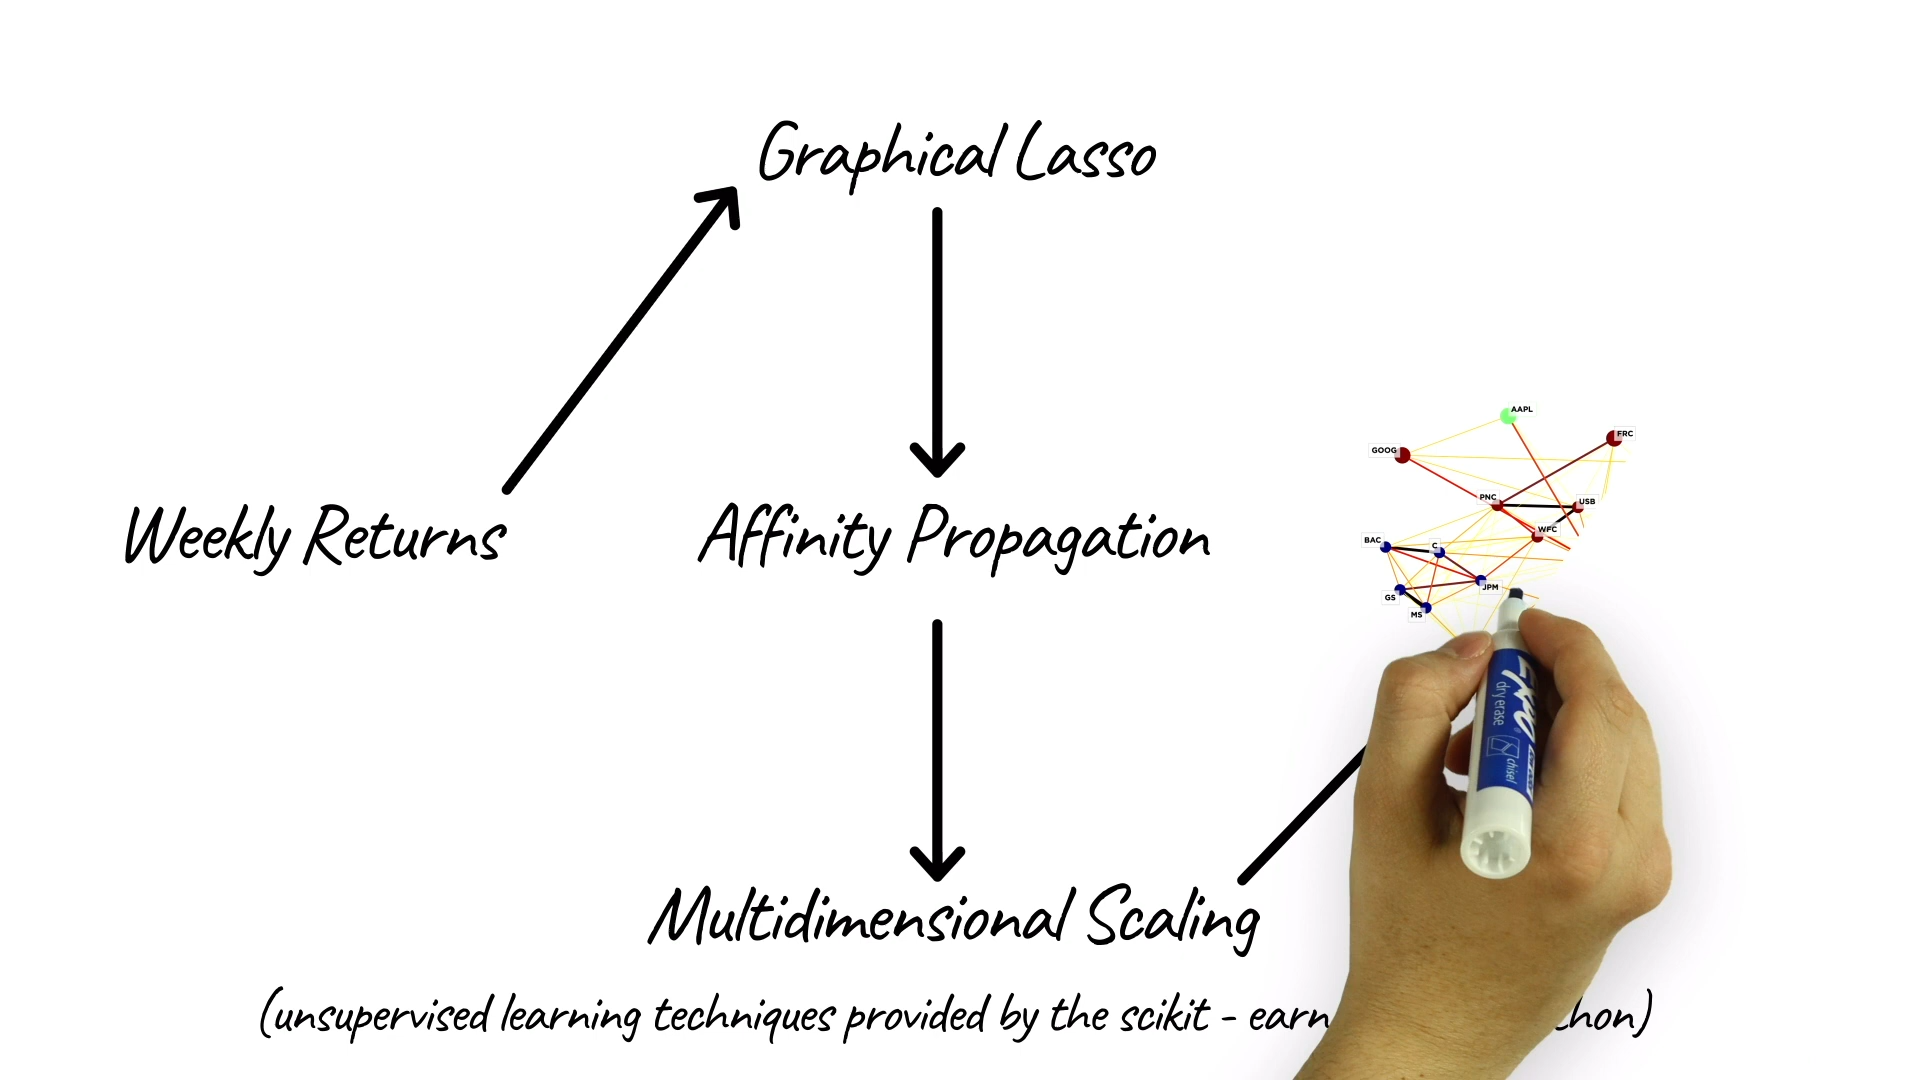 Graphical Lasso
AAPL
FRC
GOOG
PNC
USB
WFC
BAC
C
JPM
GS
MS
Weekly Returns
Affinity Propagation
EXPO
dry erase
chisel
Multidimensional Scaling
(unsupervised learning techniques provided by the scikit - earn